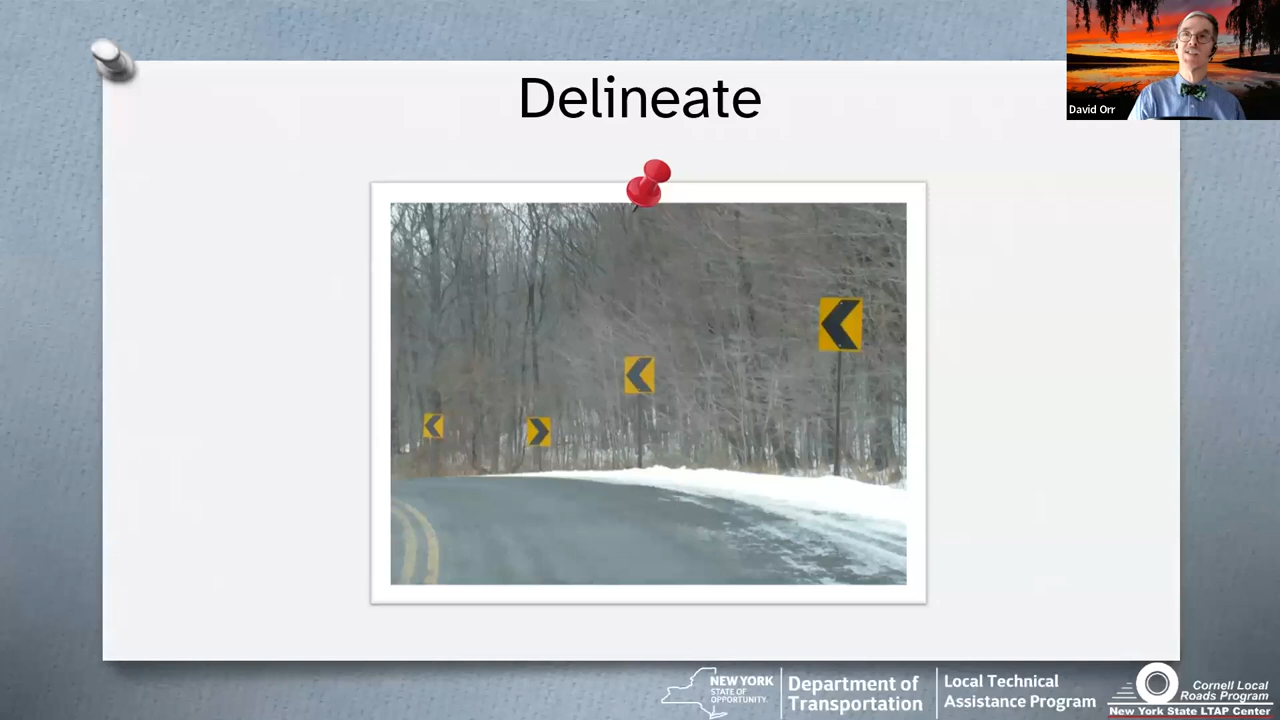 Delineate
David Orr
NEW YORK
STATE OF
OPPORTUNITY.
Department of
Transportation
Local Technical
Assistance Program
Cornell Local
Roads Program
New York State LTAP Center